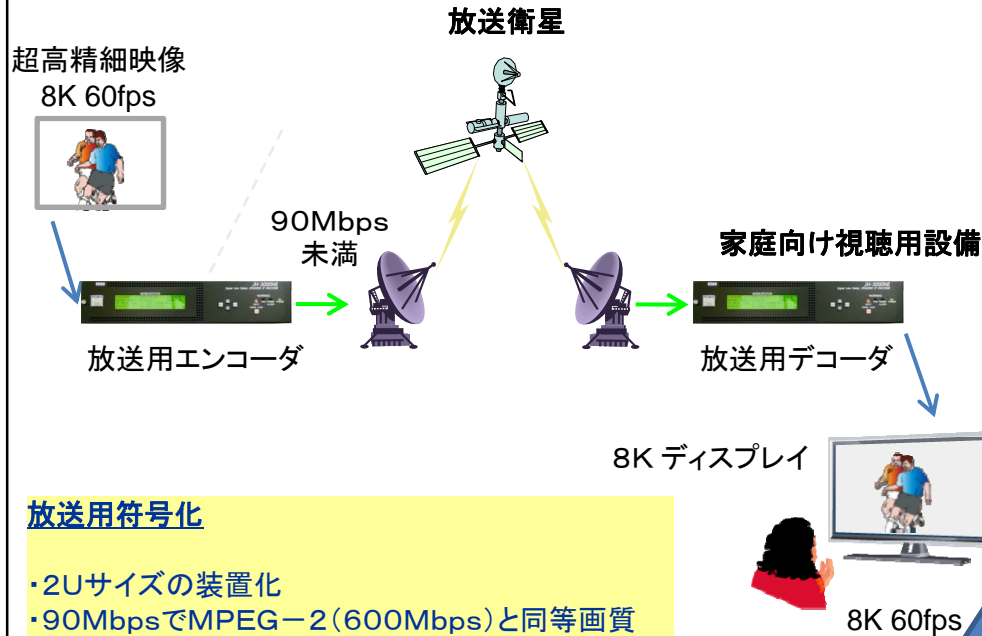 放送衛星
超高精細映像
8K 60fps
90Mbps
未満
家庭向け視聴用設備
放送用エンコーダ
放送用デコーダ
8K ディスプレイ
放送用符号化
・2Uサイズの装置化
・90MbpsでMPEG－2(600Mbps)と同等画質
8K 60fps